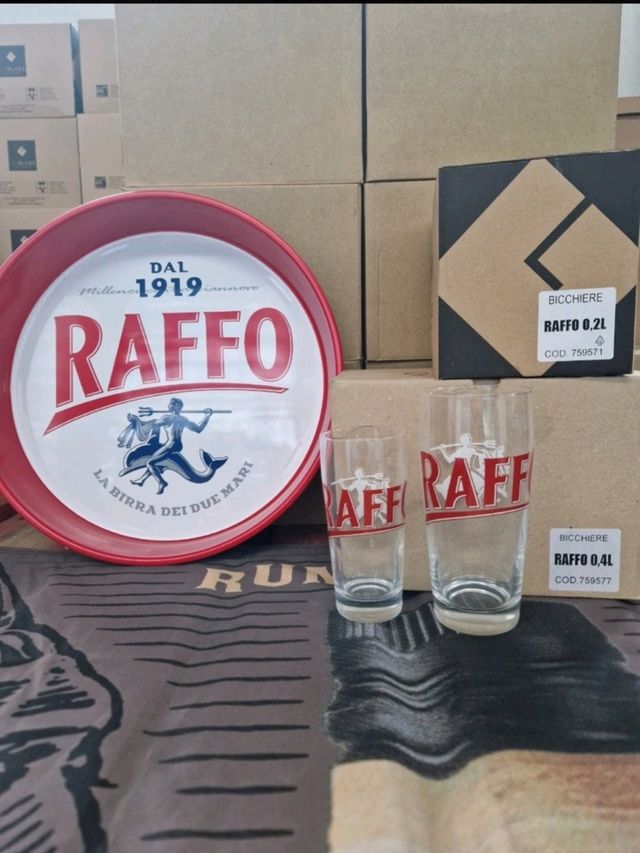 DAL
1919
RAFFO
LA BIRRA DEI DUE MARI
RAFF
RAFF
BICCHIERE
RAFFO 0,2L
COD. 759571
BICCHIERE
RAFFO 0,4L
COD.759577
RUM